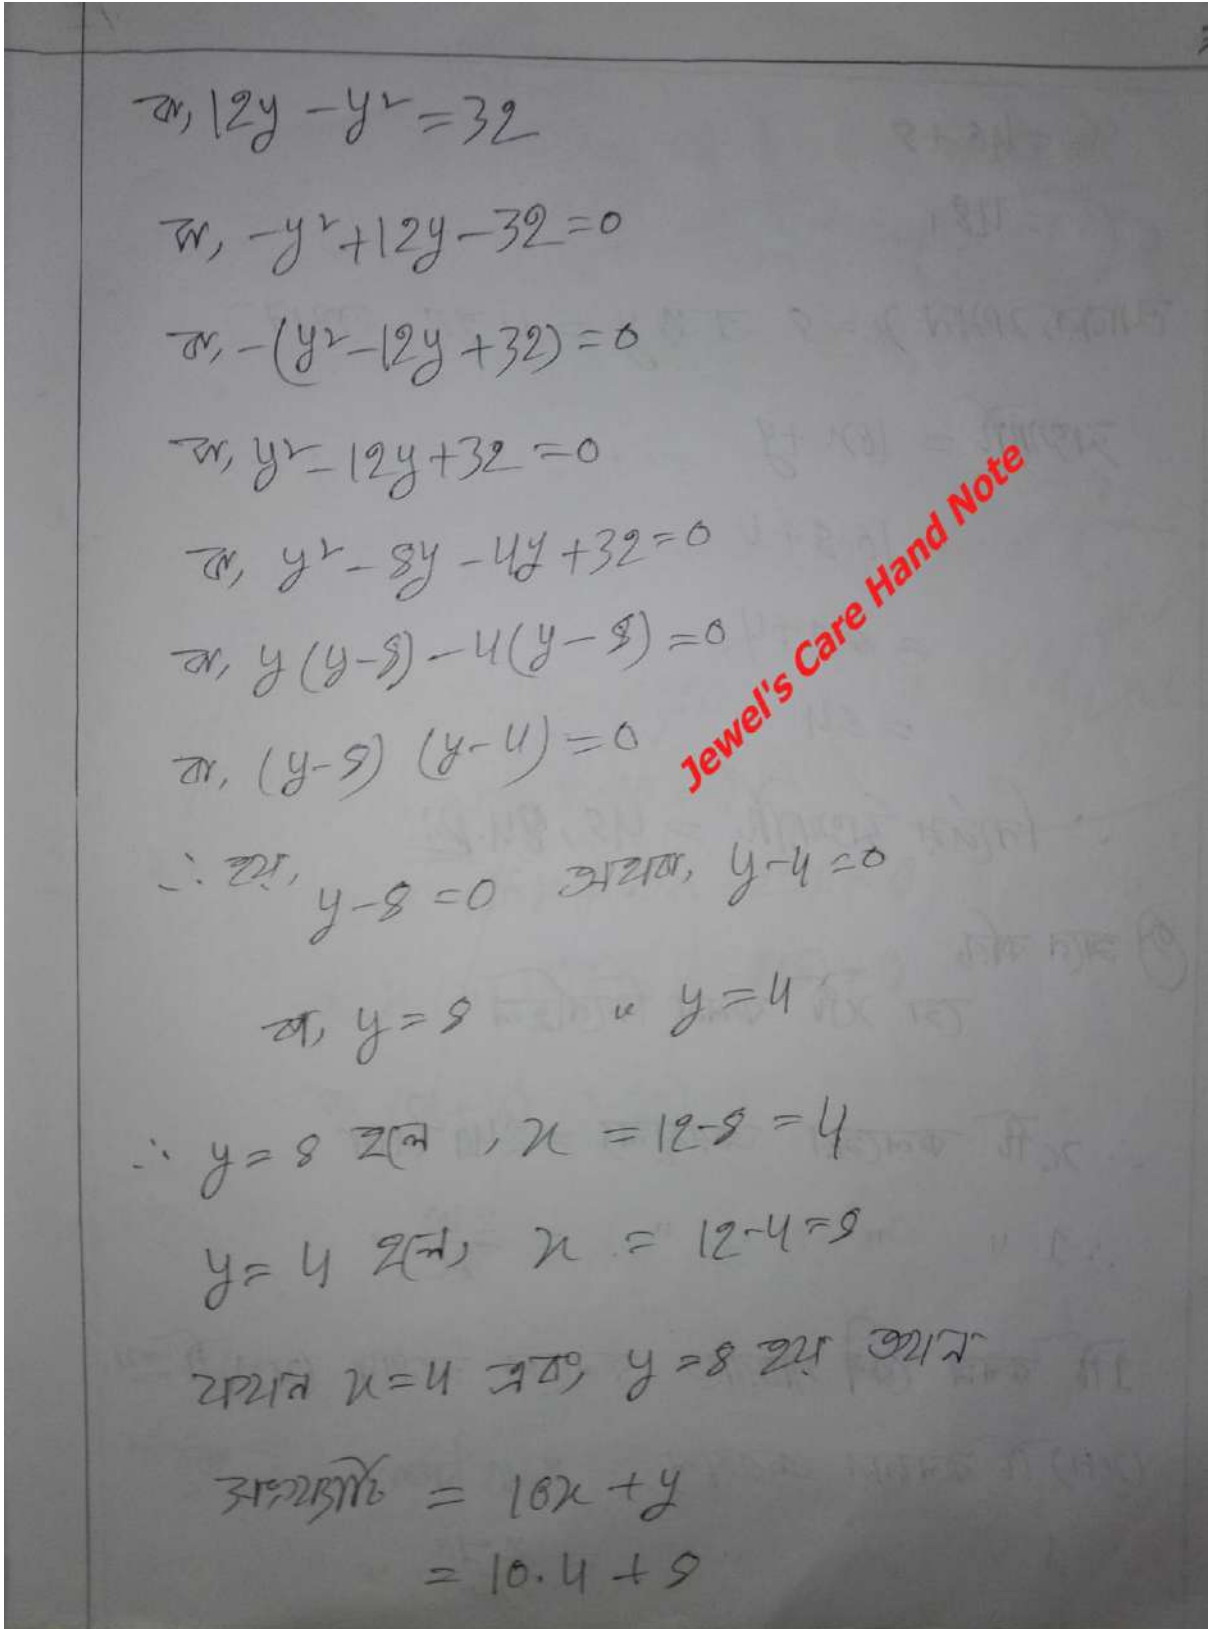 বা, 12y - y² = 32
বা, -y² + 12y - 32 = 0
বা, -(y² - 12y + 32) = 0
বা, y² - 12y + 32 = 0
বা, y² - 8y - 4y + 32 = 0
বা, y(y-8) - 4(y-8) = 0
বা, (y-8) (y-4) = 0
∴ হয়, y-8 = 0 অথবা, y-4 = 0
বা, y = 8 " y = 4
∴ y = 8 হলে, x = 12-8 = 4
y = 4 হলে, x = 12-4 = 8
যখন x = 4 এবং y = 8 হয় তখন
সংখ্যাটি = 10x + y
= 10.4 + 8
Jewel's Care Hand Note